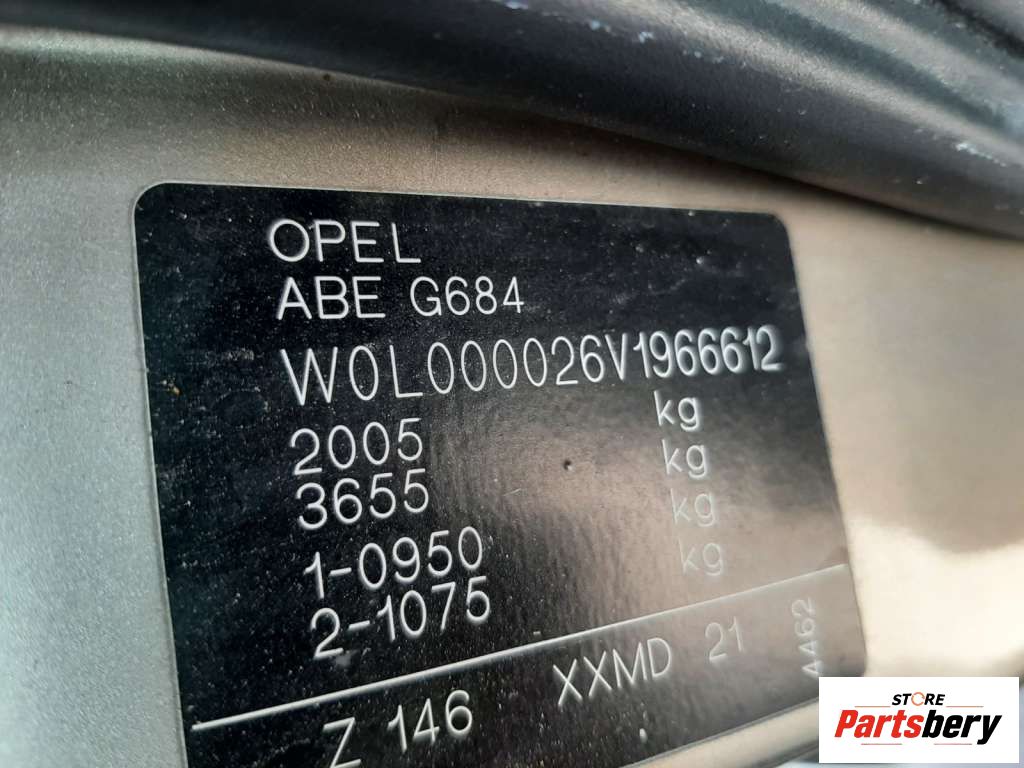 OPEL
ABE G684
W0L000026V1966612
2005 kg
3655 kg
1-0950 kg
2-1075 kg
Z 146 XXMD 21 4462
STORE
Partsbery